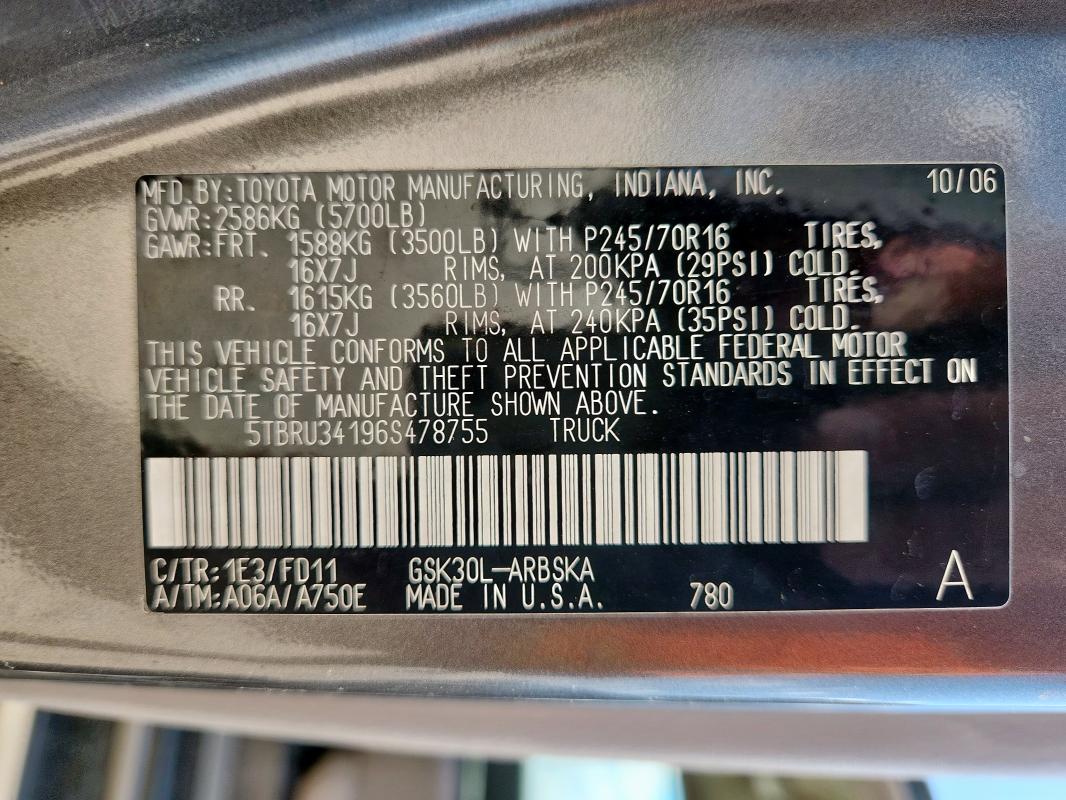 MFD.BY:TOYOTA MOTOR MANUFACTURING, INDIANA, INC. 10/06
GVWR:2586KG (5700LB)
GAWR:FRT. 1588KG (3500LB) WITH P245/70R16 TIRES,
16X7J RIMS, AT 200KPA (29PSI) COLD.
RR. 1615KG (3560LB) WITH P245/70R16 TIRES,
16X7J RIMS, AT 240KPA (35PSI) COLD.
THIS VEHICLE CONFORMS TO ALL APPLICABLE FEDERAL MOTOR
VEHICLE SAFETY AND THEFT PREVENTION STANDARDS IN EFFECT ON
THE DATE OF MANUFACTURE SHOWN ABOVE.
5TBRU34196S478755 TRUCK
C/TR:1E3/FD11 GSK30L-ARBSKA
A/TM:A06A/A750E MADE IN U.S.A. 780 A